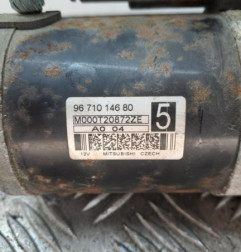 96 710 146 80
M000T20872ZE
5
A0 04
12V MITSUBISHI CZECH